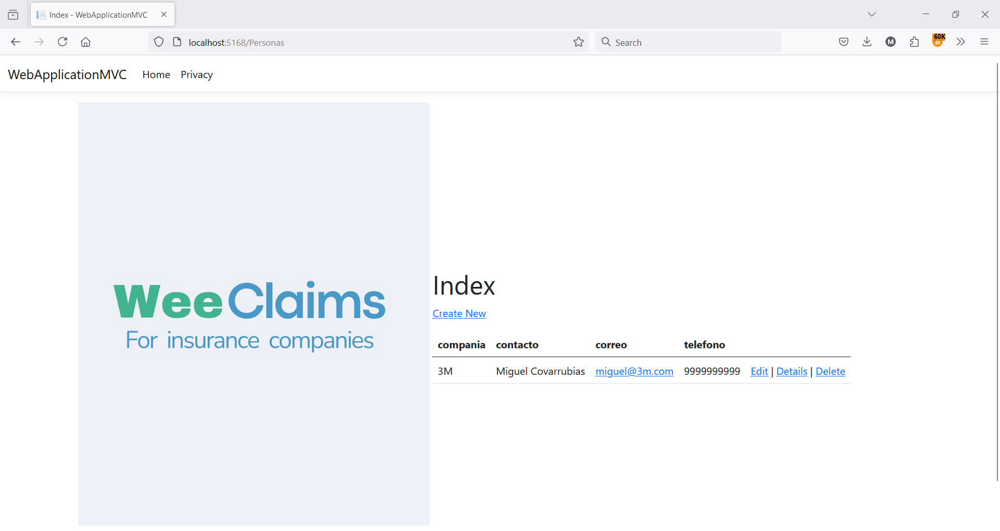 Index - WebApplicationMVC
localhost:5168/Personas
Search
M
60K
WebApplicationMVC Home Privacy
WeeClaims
For insurance companies
Index
Create New
compania contacto correo telefono
3M Miguel Covarrubias miguel@3m.com 9999999999 Edit | Details | Delete